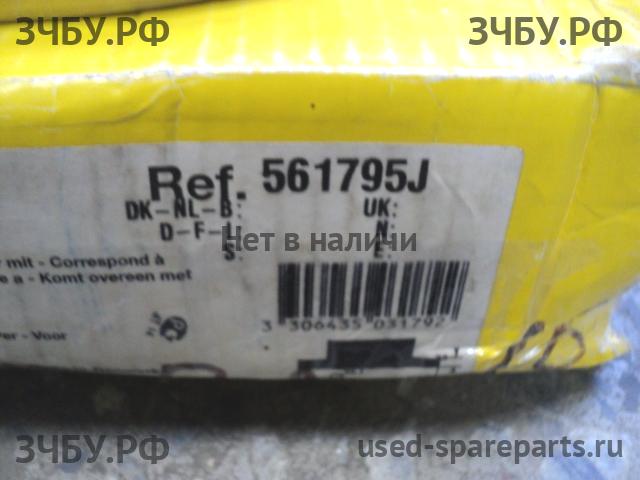 ЗЧБУ.РФ ЗЧБУ.РФ
Ref. 561795J
DK-NL-B: UK:
D-F-L N:
S: E:
Нет в наличи
mit - Correspond à
e a - Komt overeen met
3 306435 031792
ver - Voor
ЗЧБУ.РФ used-spareparts.ru